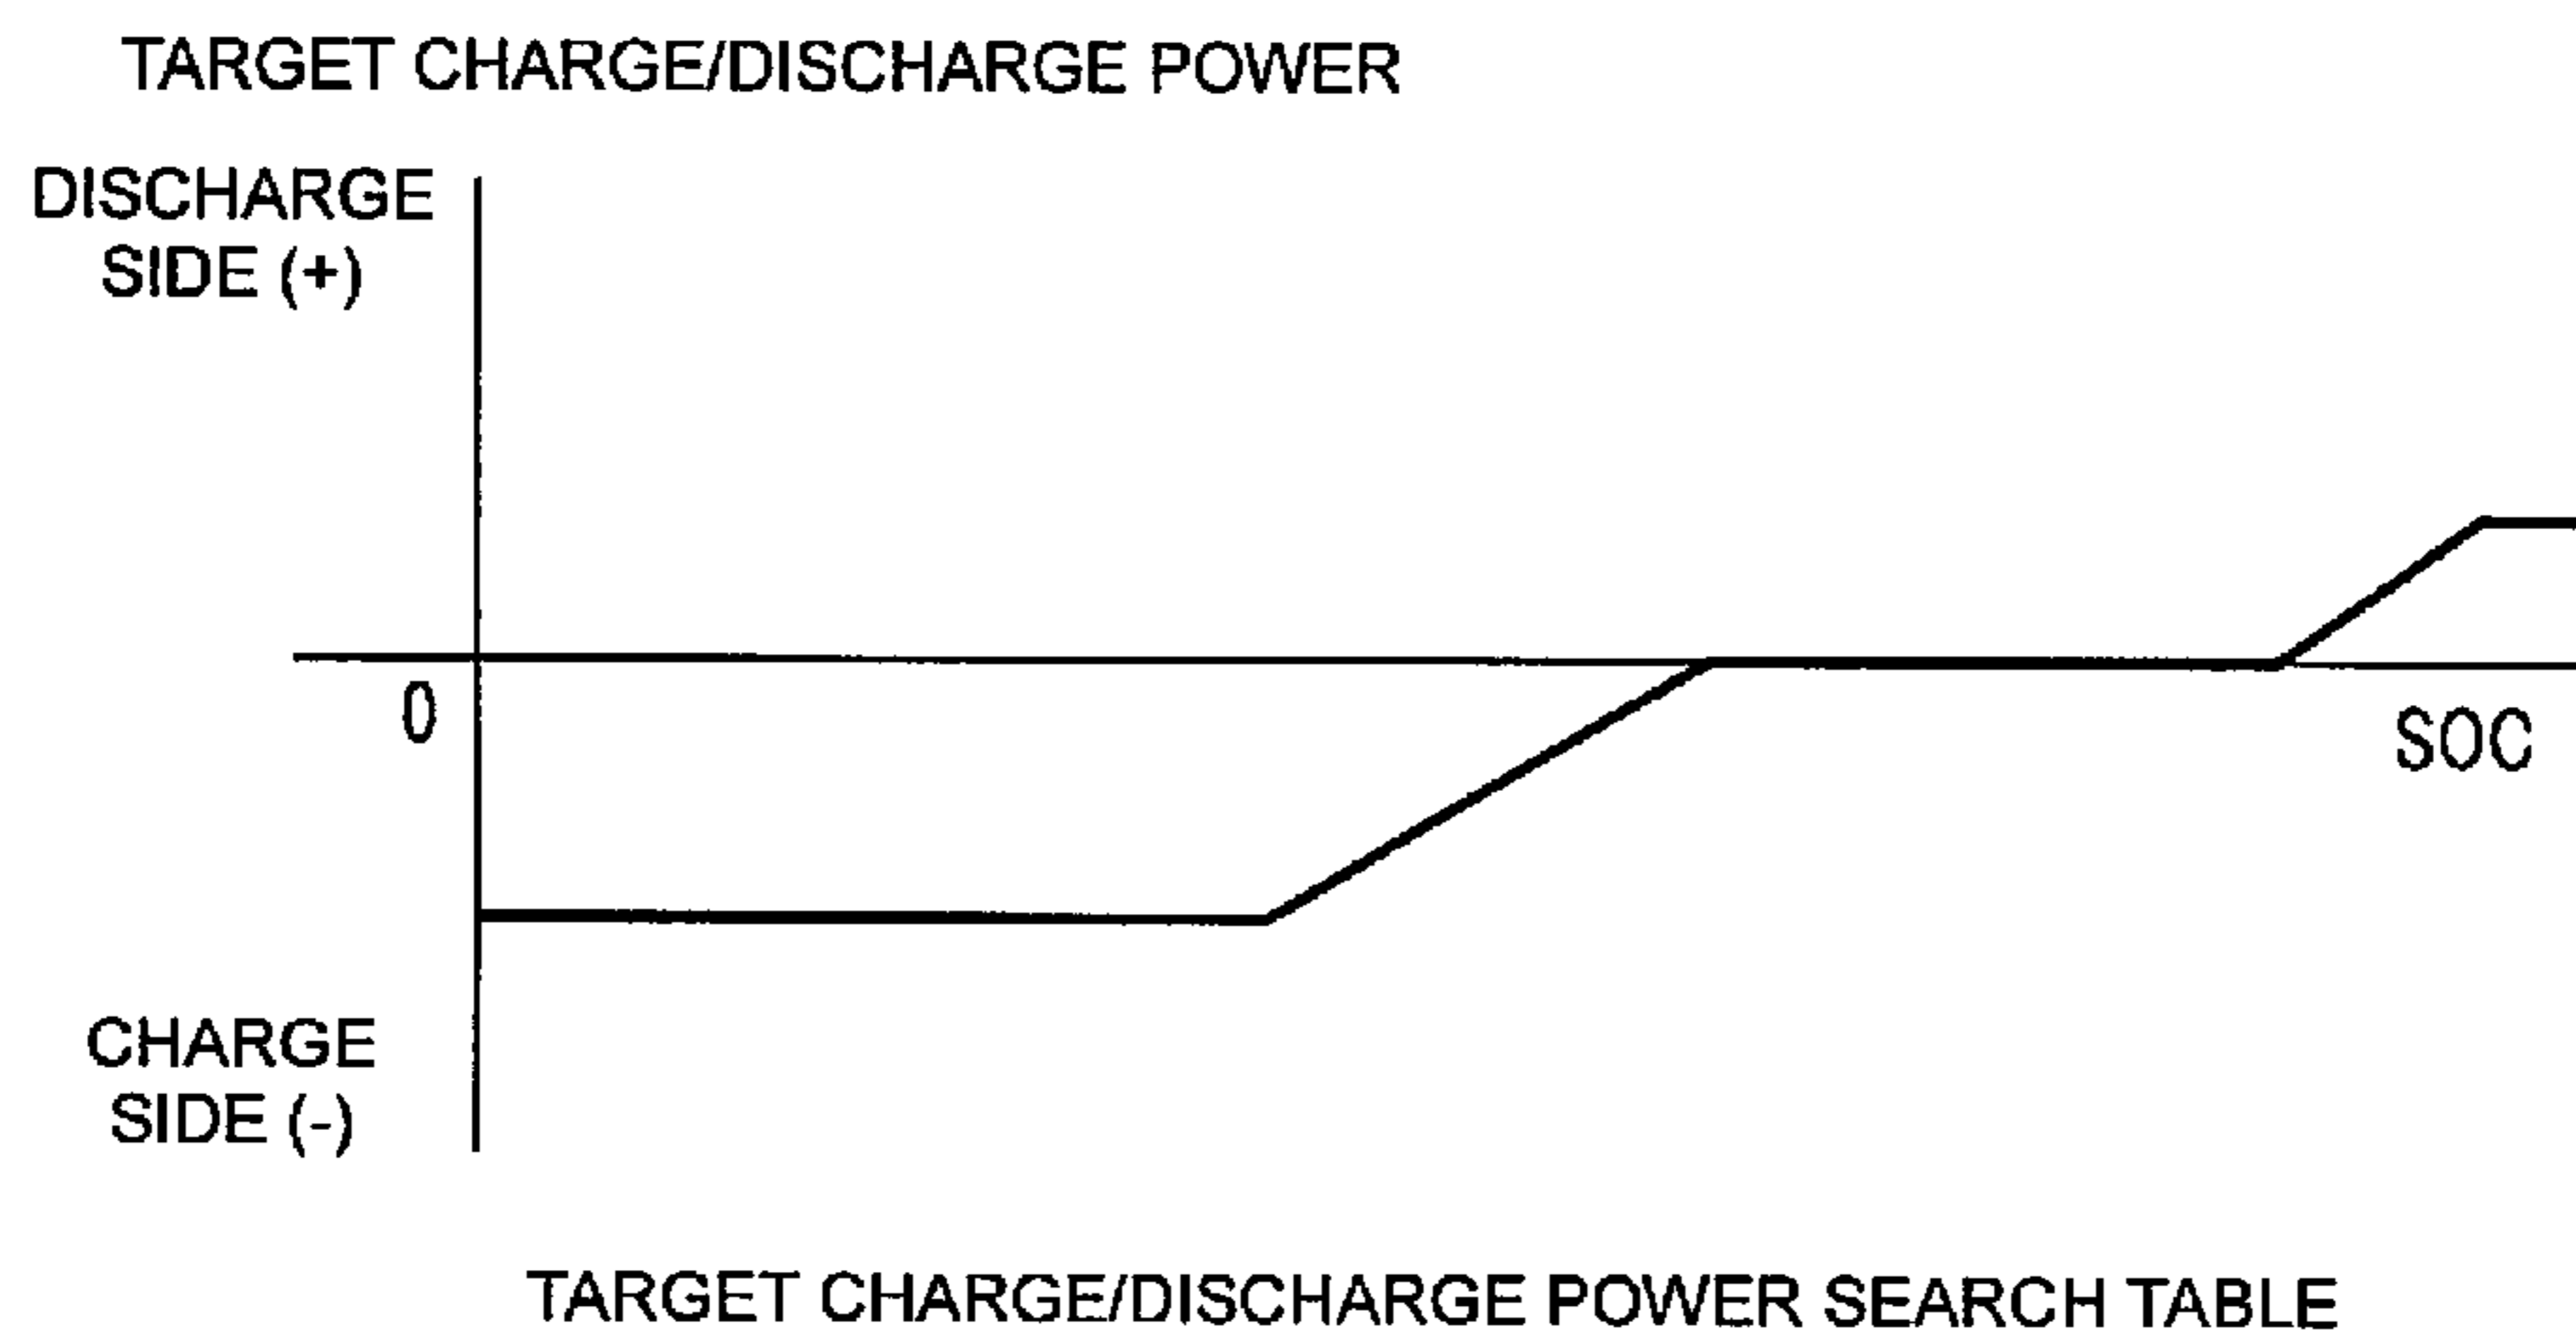 TARGET CHARGE/DISCHARGE POWER
DISCHARGE
SIDE (+)
0
SOC
CHARGE
SIDE (-)
TARGET CHARGE/DISCHARGE POWER SEARCH TABLE